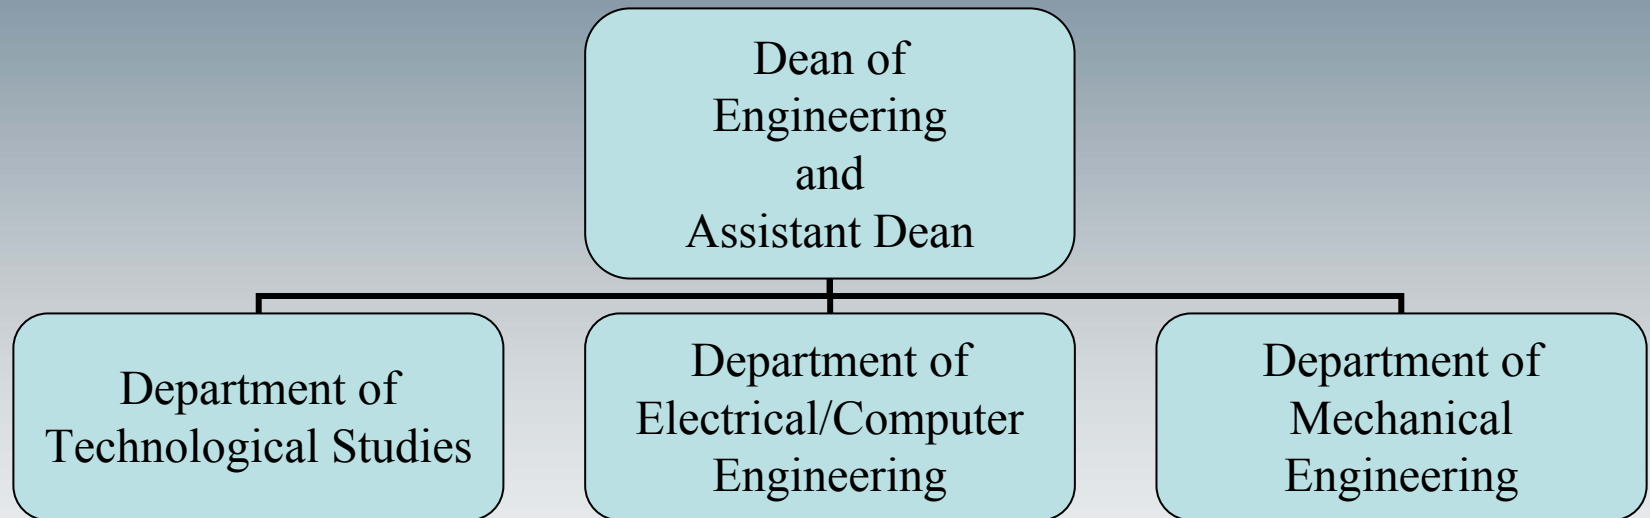 Dean of
Engineering
and
Assistant Dean
Department of
Technological Studies
Department of
Electrical/Computer
Engineering
Department of
Mechanical
Engineering